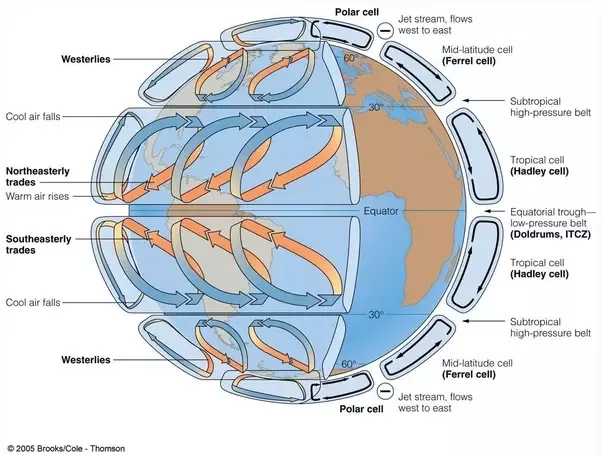 Polar cell
Jet stream, flows
west to east
Westerlies
60°
Mid-latitude cell
(Ferrel cell)
30°
Subtropical
high-pressure belt
Cool air falls
Tropical cell
(Hadley cell)
Northeasterly
trades
Warm air rises
Equator
Equatorial trough—
low-pressure belt
(Doldrums, ITCZ)
Southeasterly
trades
Tropical cell
(Hadley cell)
Cool air falls
30°
Subtropical
high-pressure belt
Westerlies
60°
Mid-latitude cell
(Ferrel cell)
Polar cell
Jet stream, flows
west to east
© 2005 Brooks/Cole - Thomson